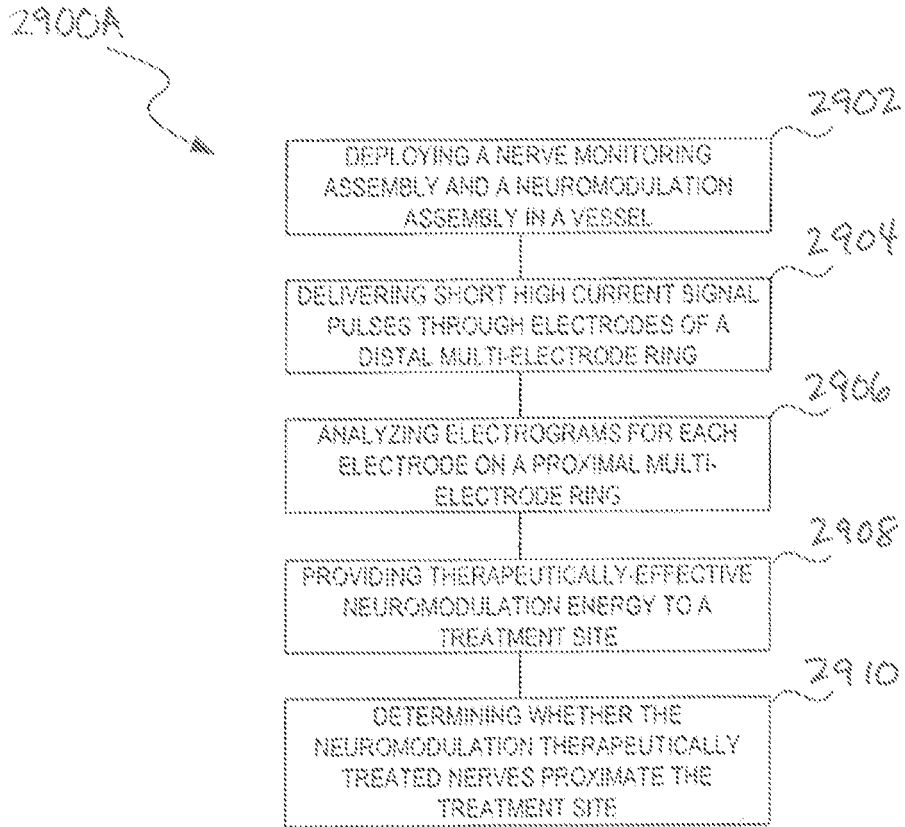 2900A
2902
DEPLOYING A NERVE MONITORING
ASSEMBLY AND A NEUROMODULATION
ASSEMBLY IN A VESSEL
2904
DELIVERING SHORT HIGH CURRENT SIGNAL
PULSES THROUGH ELECTRODES OF A
DISTAL MULTI-ELECTRODE RING
2906
ANALYZING ELECTROGRAMS FOR EACH
ELECTRODE ON A PROXIMAL MULTI-
ELECTRODE RING
2908
PROVIDING THERAPEUTICALLY-EFFECTIVE
NEUROMODULATION ENERGY TO A
TREATMENT SITE
2910
DETERMINING WHETHER THE
NEUROMODULATION THERAPEUTICALLY
TREATED NERVES PROXIMATE THE
TREATMENT SITE